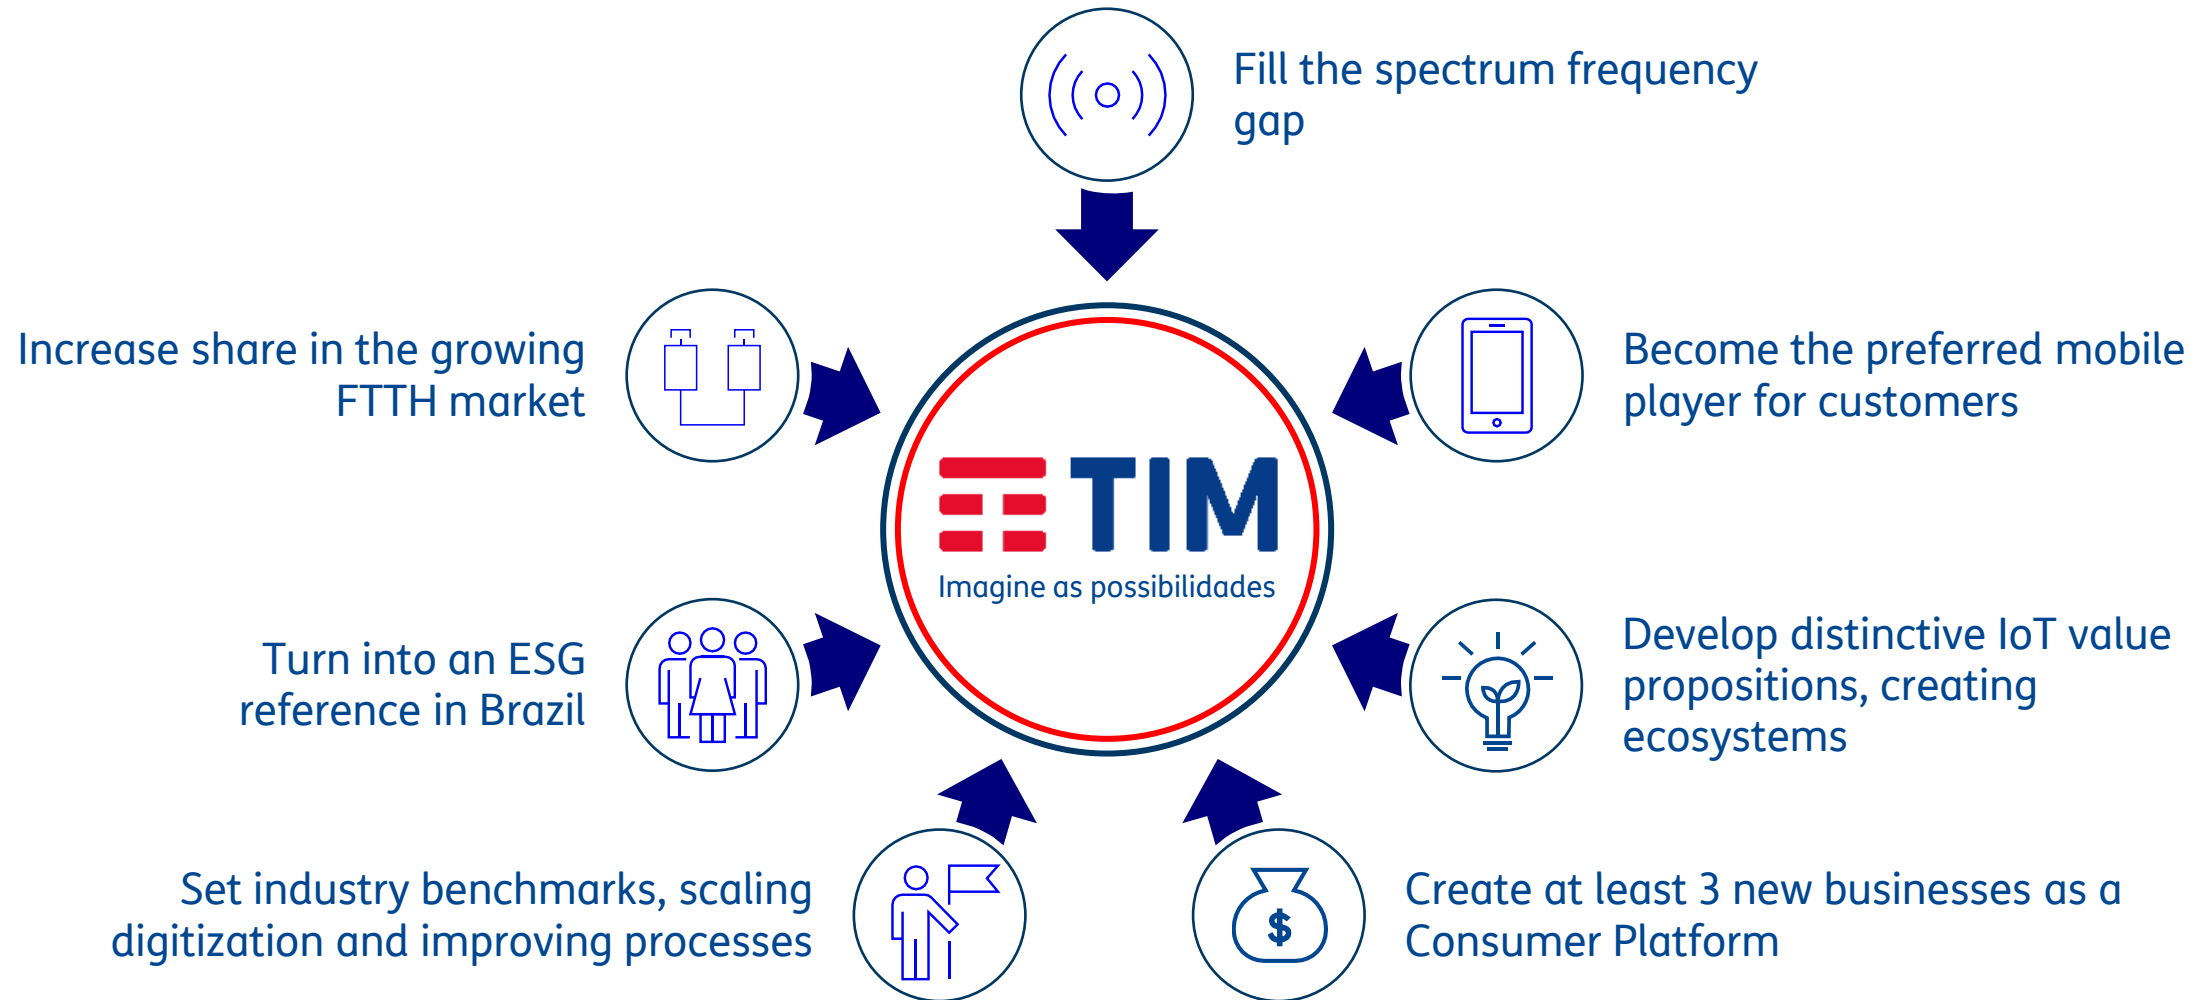 Fill the spectrum frequency
gap
Increase share in the growing
FTTH market
Become the preferred mobile
player for customers
TIM
Imagine as possibilidades
Turn into an ESG
reference in Brazil
Develop distinctive IoT value
propositions, creating
ecosystems
Set industry benchmarks, scaling
digitization and improving processes
$
Create at least 3 new businesses as a
Consumer Platform